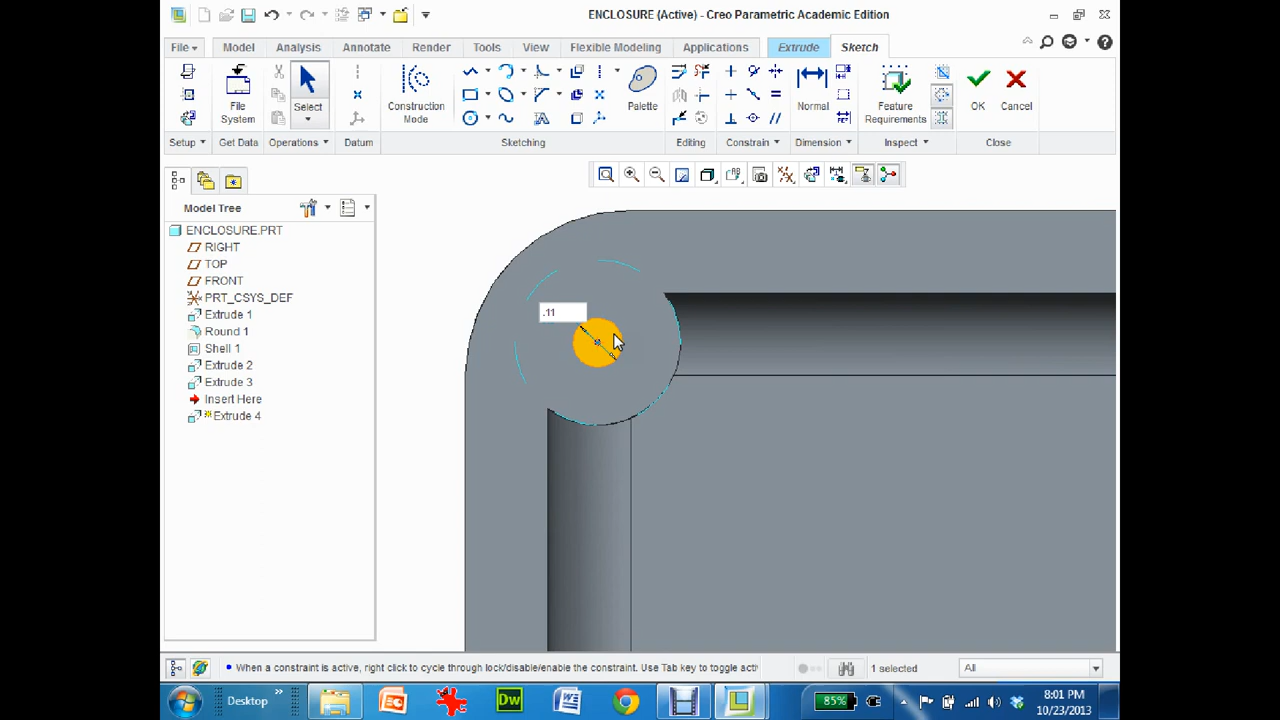 ENCLOSURE (Active) - Creo Parametric Academic Edition
File Model Analysis Annotate Render Tools View Flexible Modeling Applications Extrude Sketch
File System
Select
Construction Mode
Palette
Normal
Feature Requirements
OK
Cancel
Setup Get Data Operations Datum Sketching Editing Constrain Dimension Inspect Close
Model Tree
ENCLOSURE.PRT
RIGHT
TOP
FRONT
PRT_CSYS_DEF
Extrude 1
Round 1
Shell 1
Extrude 2
Extrude 3
Insert Here
Extrude 4
.11
When a constraint is active, right click to cycle through lock/disable/enable the constraint. Use Tab key to toggle acti
1 selected
All
Desktop
Dw
85%
8:01 PM
10/23/2013